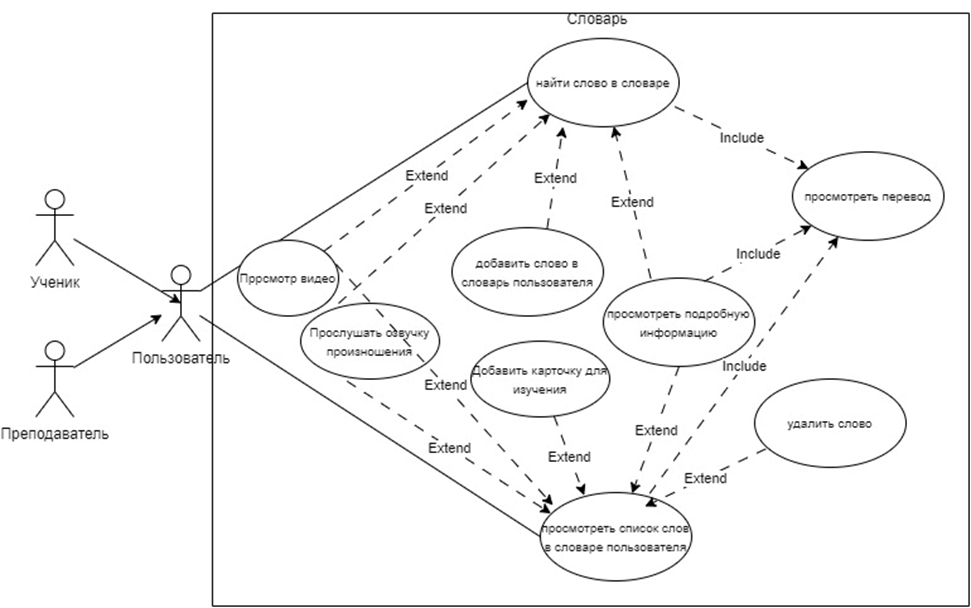 Словарь
найти слово в словаре
Include
Extend
Extend
Extend
Extend
просмотреть перевод
Ученик
Пррсмотр видео
добавить слово в
словарь пользователя
Include
просмотреть подробную
информацию
Прослушать озвучку
произношения
Пользователь
Добавить карточку для
изучения
Include
Extend
Преподаватель
удалить слово
Extend
Extend
Extend
Extend
просмотреть список слов
в словаре пользователя